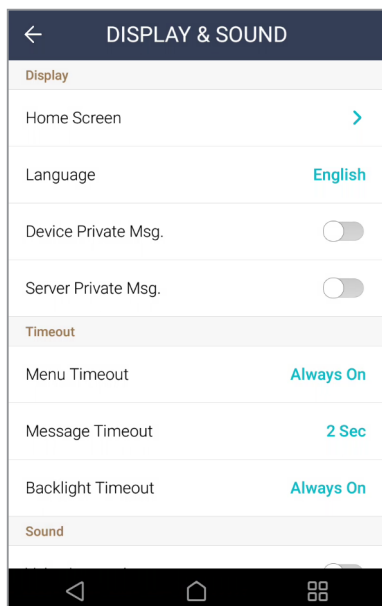 DISPLAY & SOUND
Display
Home Screen
Language English
Device Private Msg.
Server Private Msg.
Timeout
Menu Timeout Always On
Message Timeout 2 Sec
Backlight Timeout Always On
Sound